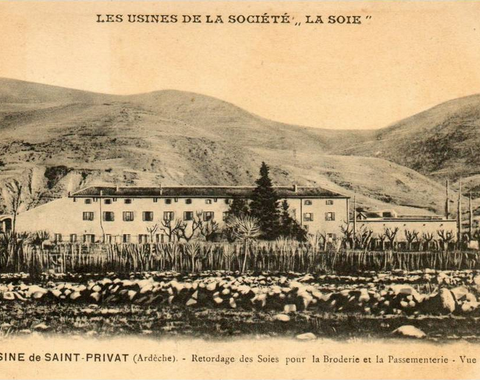 LES USINES DE LA SOCIÉTÉ „ LA SOIE "
SINE de SAINT-PRIVAT (Ardèche). - Retordage des Soies pour la Broderie et la Passementerie - Vue